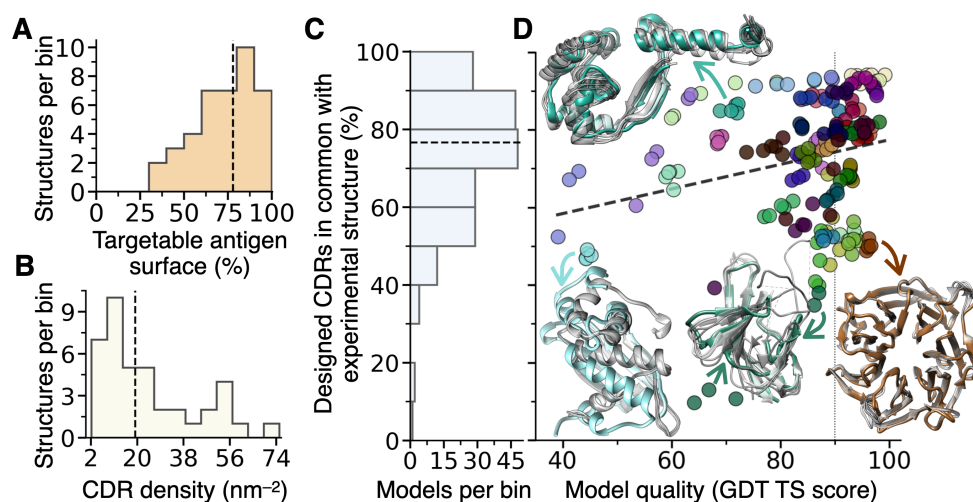 A
Structures per bin
10
8
6
4
2
0
0 25 50 75 100
Targetable antigen
surface (%)
B
Structures per bin
9
6
3
0
2 20 38 56 74
CDR density (nm⁻²)
C
Designed CDRs in common with
experimental structure (%)
100
80
60
40
20
0
0 15 30 45
Models per bin
D
40 60 80 100
Model quality (GDT TS score)